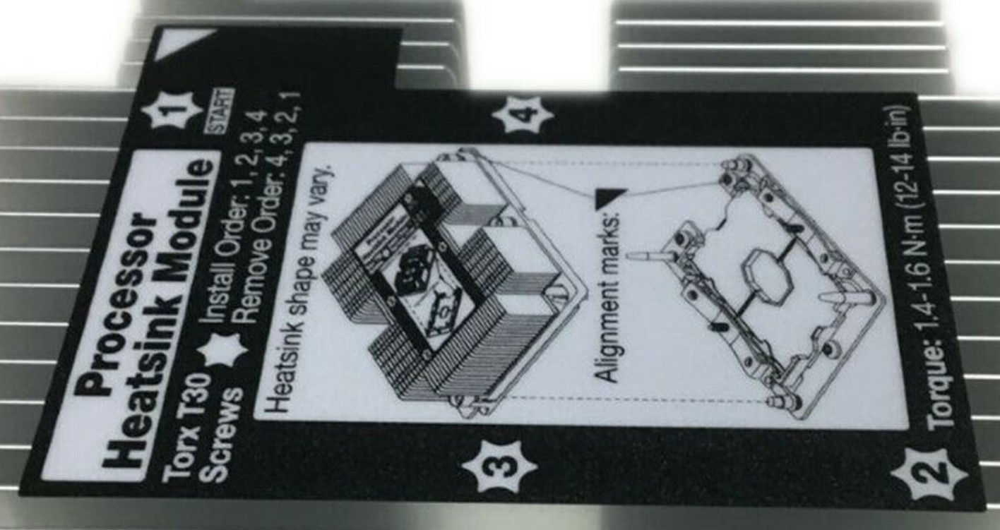 Processor
Heatsink Module
Torx T30
Screws
Install Order: 1, 2, 3, 4
Remove Order: 4, 3, 2, 1
1
START
Heatsink shape may vary.
Alignment marks:
3
4
2
Torque: 1.4-1.6 N·m (12-14 lb·in)